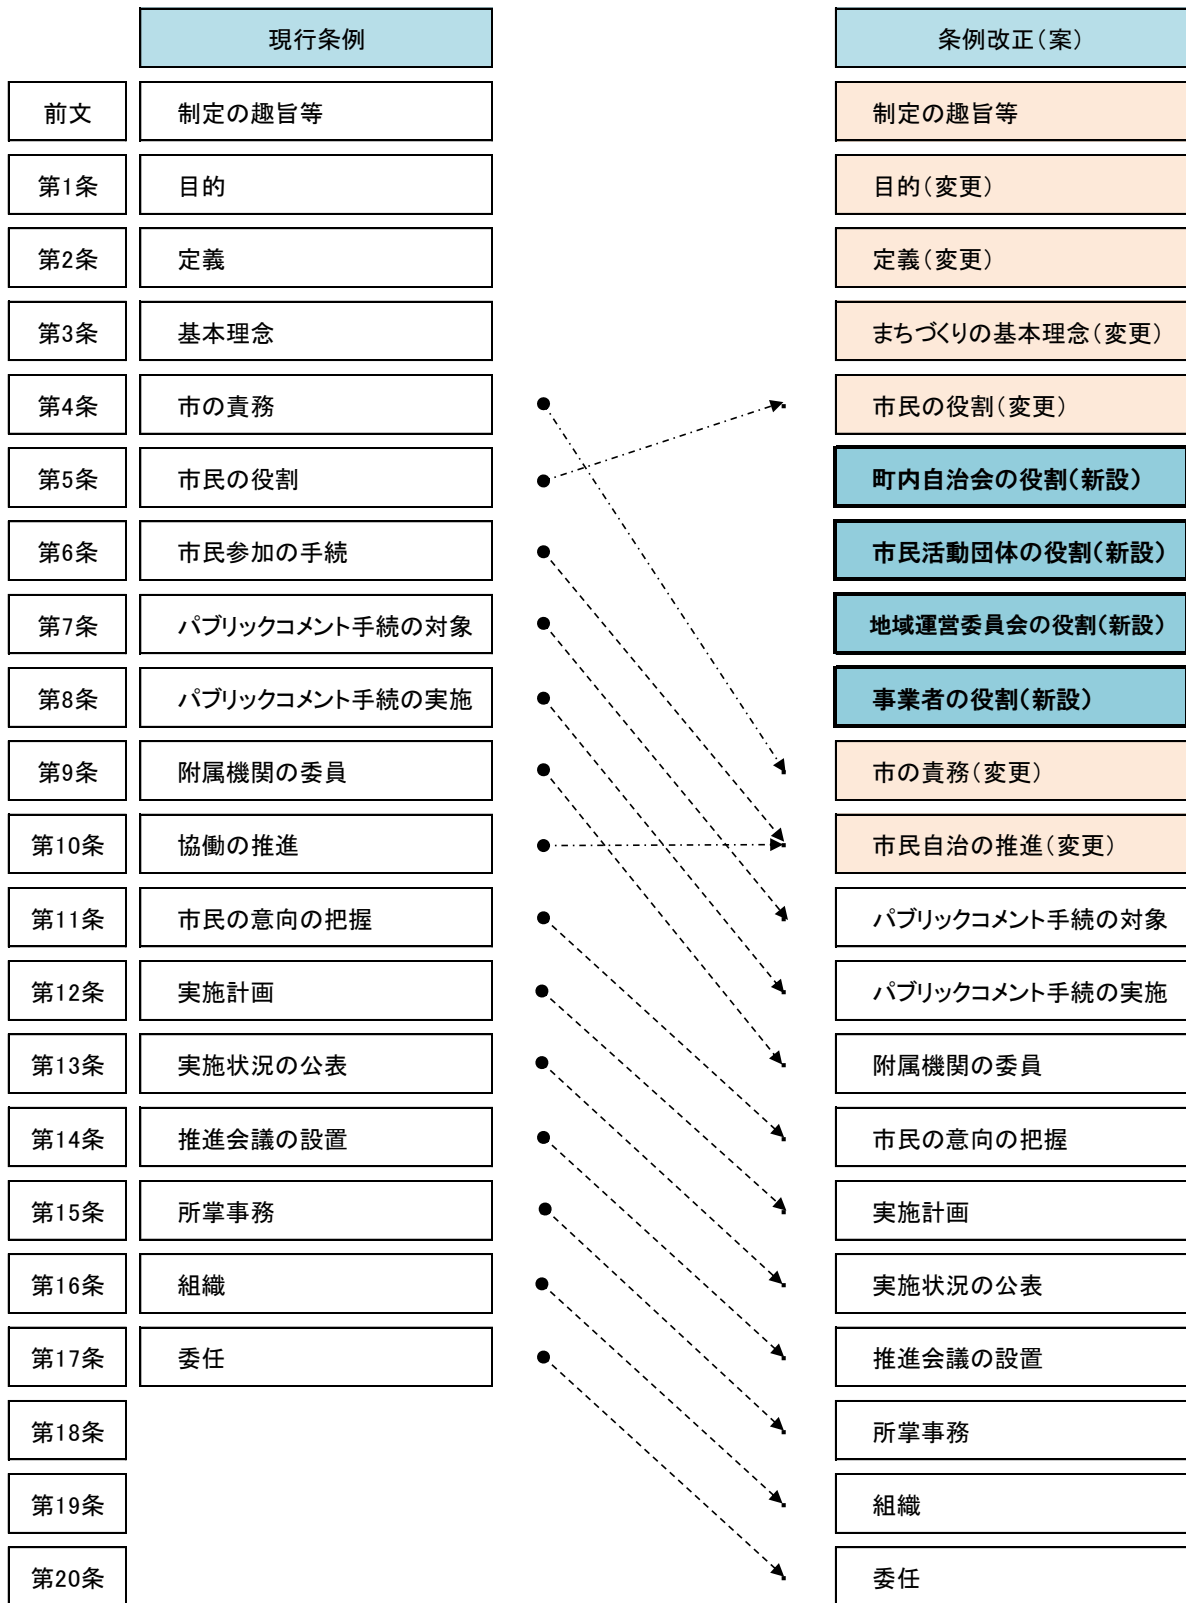 現行条例 条例改正(案)
前文 制定の趣旨等 制定の趣旨等
第1条 目的 目的(変更)
第2条 定義 定義(変更)
第3条 基本理念 まちづくりの基本理念(変更)
第4条 市の責務 市民の役割(変更)
第5条 市民の役割 町内自治会の役割(新設)
第6条 市民参加の手続 市民活動団体の役割(新設)
第7条 パブリックコメント手続の対象 地域運営委員会の役割(新設)
第8条 パブリックコメント手続の実施 事業者の役割(新設)
第9条 附属機関の委員 市の責務(変更)
第10条 協働の推進 市民自治の推進(変更)
第11条 市民の意向の把握 パブリックコメント手続の対象
第12条 実施計画 パブリックコメント手続の実施
第13条 実施状況の公表 附属機関の委員
第14条 推進会議の設置 市民の意向の把握
第15条 所掌事務 実施計画
第16条 組織 実施状況の公表
第17条 委任 推進会議の設置
第18条 所掌事務
第19条 組織
第20条 委任